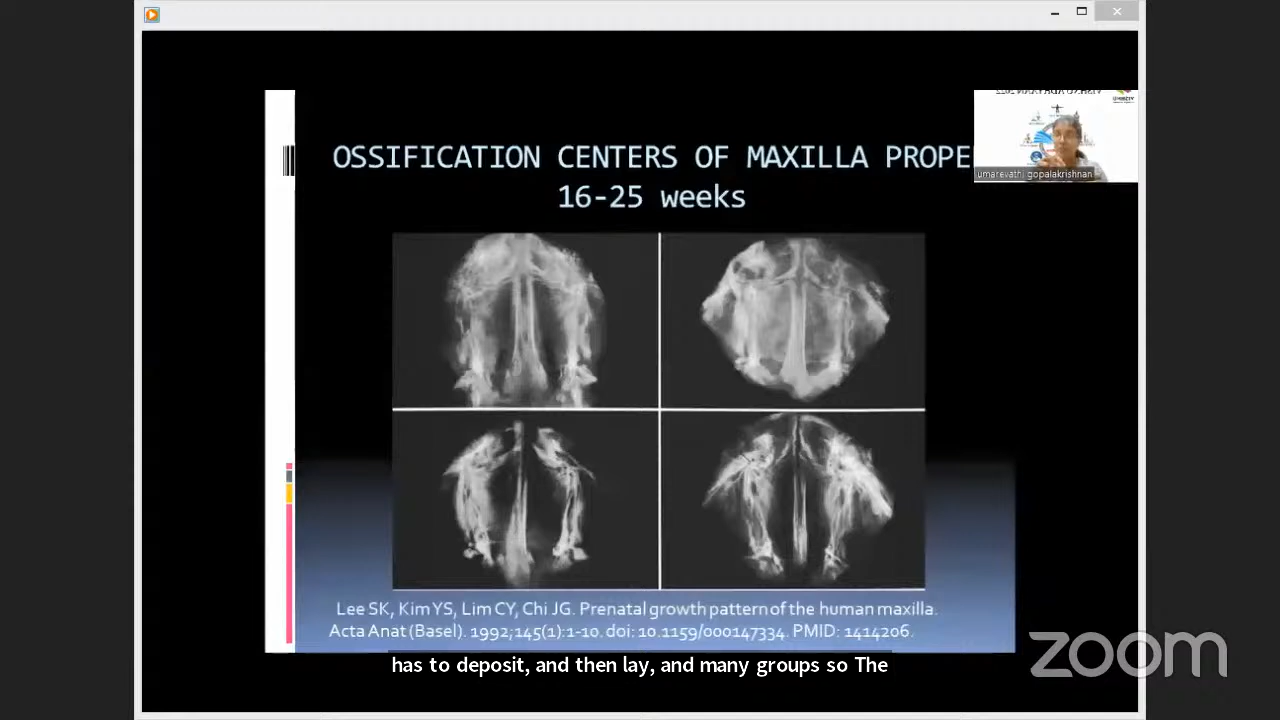 OSSIFICATION CENTERS OF MAXILLA PROPE
16-25 weeks
umarevathi gopalakrishnan
Lee SK, Kim YS, Lim CY, Chi JG. Prenatal growth pattern of the human maxilla.
Acta Anat (Basel). 1992;145(1):1-10. doi: 10.1159/000147334. PMID: 1414206.
has to deposit, and then lay, and many groups so The
zoom